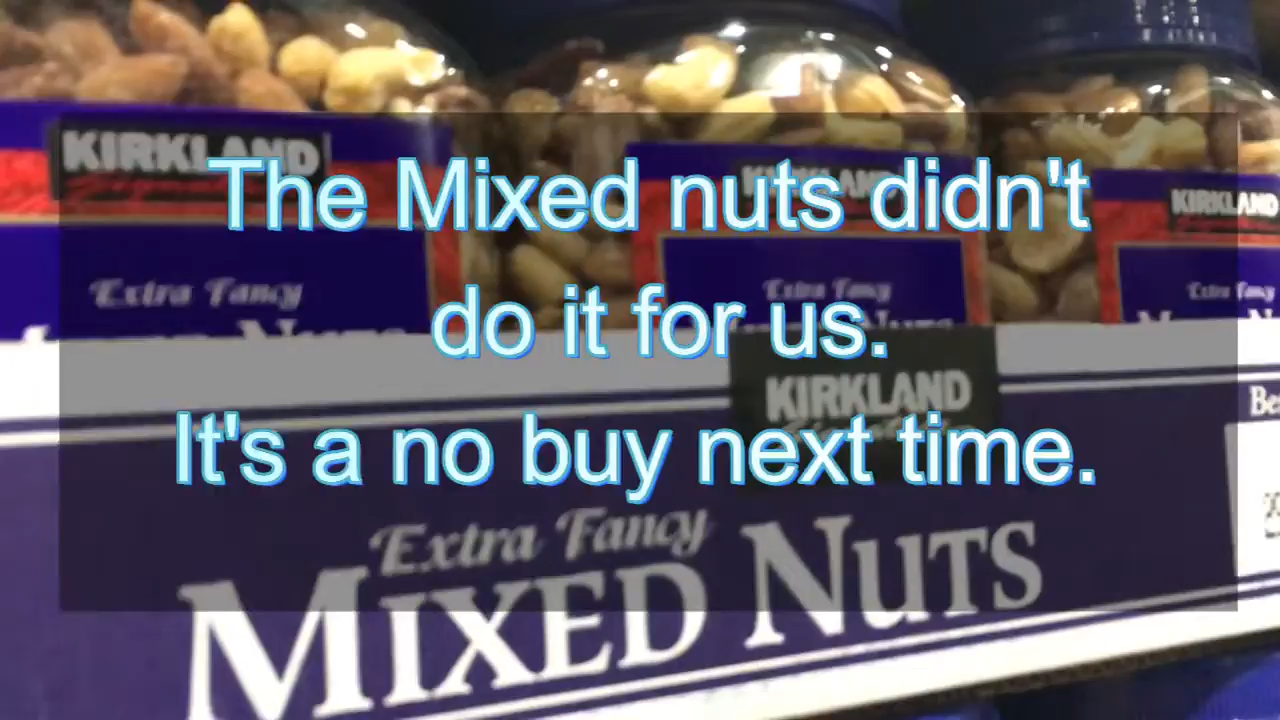 KIRKLAND
KIRKLAND
KIRKLAND
The Mixed nuts didn't
do it for us.
It's a no buy next time.
Extra Fancy
Extra Fancy
Extra Fancy
KIRKLAND
Extra Fancy
MIXED NUTS